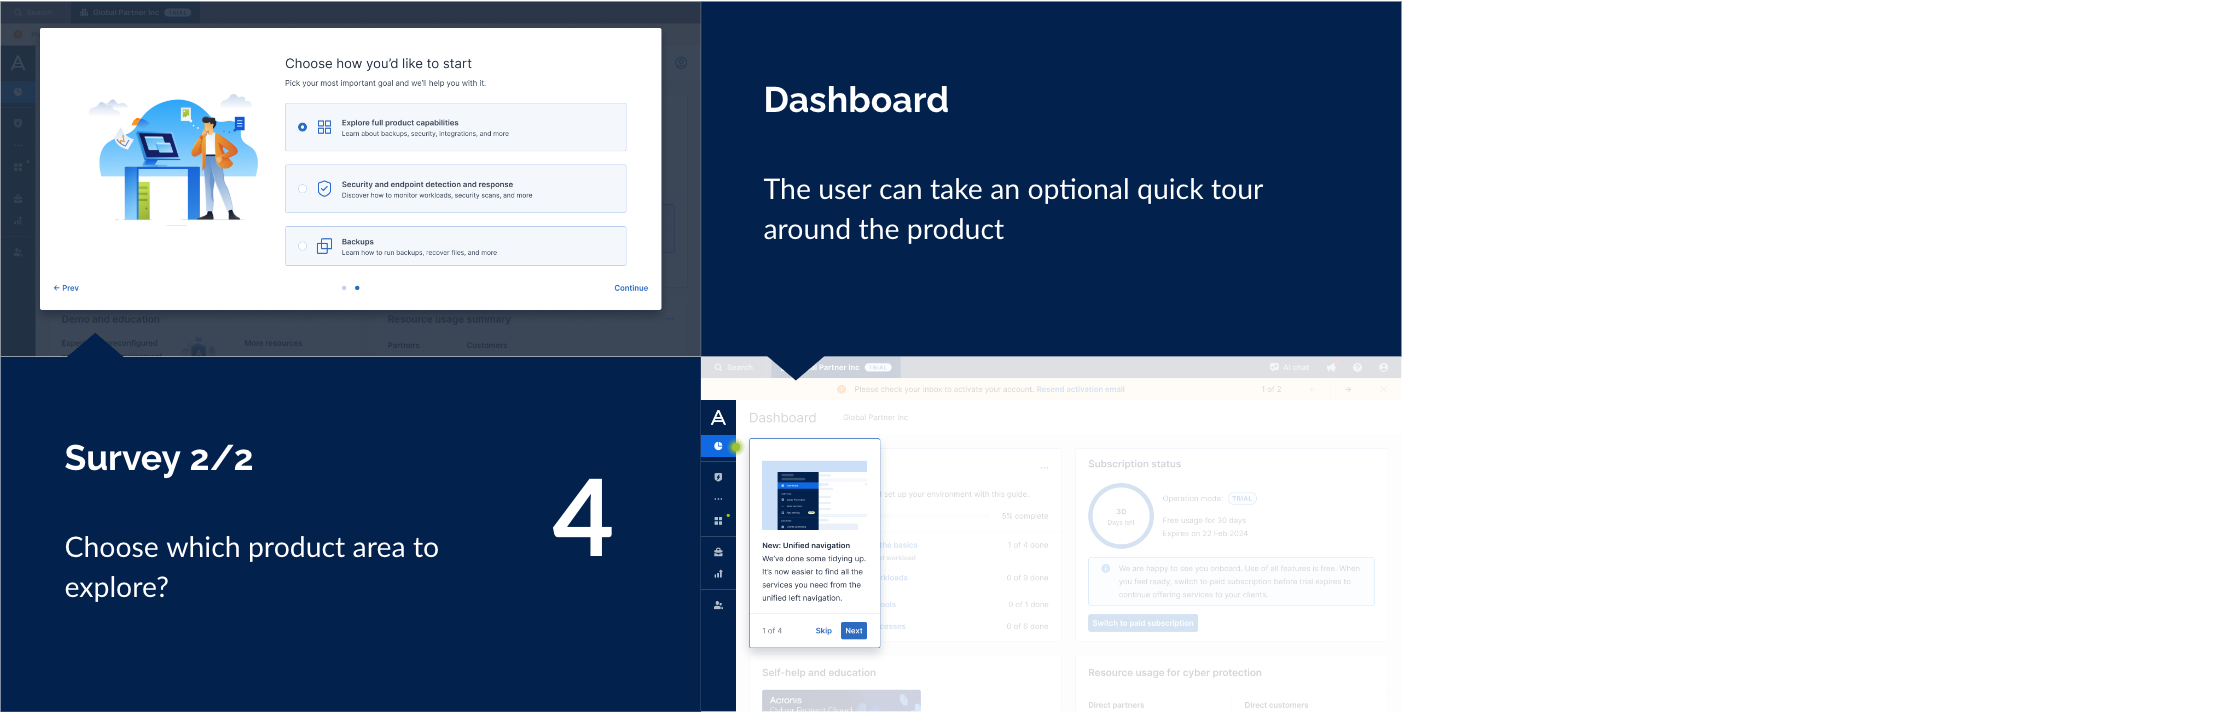 Search
Global Partner Inc TRIAL
Choose how you'd like to start
Pick your most important goal and we'll help you with it.
Explore full product capabilities
Learn about backups, security, integrations, and more
Security and endpoint detection and response
Discover how to monitor workloads, security scans, and more
Backups
Learn how to run backups, recover files, and more
← Prev
Continue
Demo and education
Resource usage summary
More resources
Partners
Customers
Survey 2/2
Choose which product area to
explore?
4
Dashboard
The user can take an optional quick tour
around the product
Search
Partner Inc TRIAL
AI chat
Please check your inbox to activate your account. Resend activation email
1 of 2
Dashboard
Global Partner Inc
set up your environment with this guide.
5% complete
the basics
1 of 4 done
workload
0 of 9 done
0 of 1 done
0 of 6 done
New: Unified navigation
We've done some tidying up.
It's now easier to find all the
services you need from the
unified left navigation.
1 of 4
Skip
Next
Subscription status
30
Days left
Operation mode: TRIAL
Free usage for 30 days
Expires on 22 Feb 2024
We are happy to see you onboard. Use of all features is free. When
you feel ready, switch to paid subscription before trial expires to
continue offering services to your clients.
Switch to paid subscription
Self-help and education
Acronis
Resource usage for cyber protection
Direct partners
Direct customers